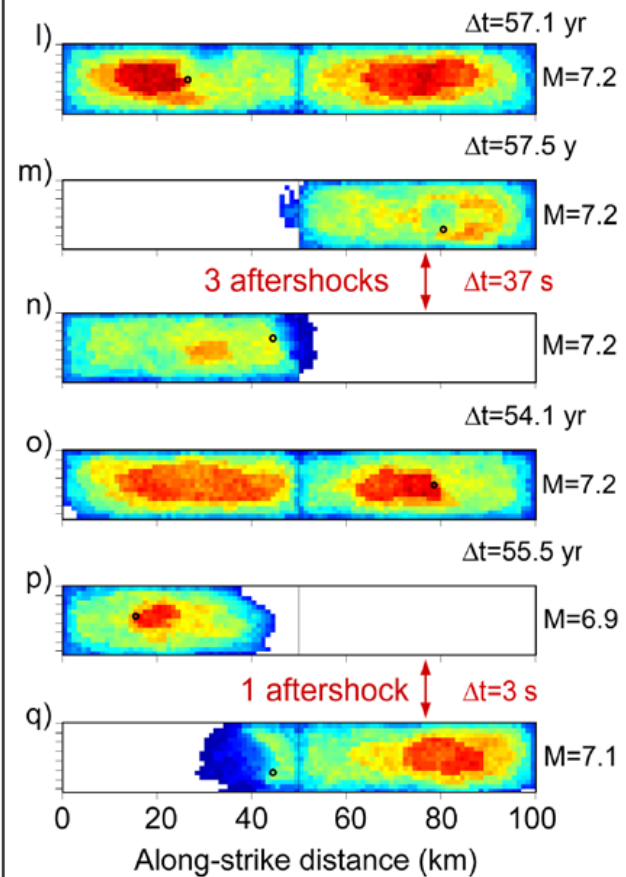 Δt=57.1 yr
l)
M=7.2
Δt=57.5 y
m)
M=7.2
3 aftershocks
Δt=37 s
n)
M=7.2
Δt=54.1 yr
o)
M=7.2
Δt=55.5 yr
p)
M=6.9
1 aftershock
Δt=3 s
q)
M=7.1
0 20 40 60 80 100
Along-strike distance (km)